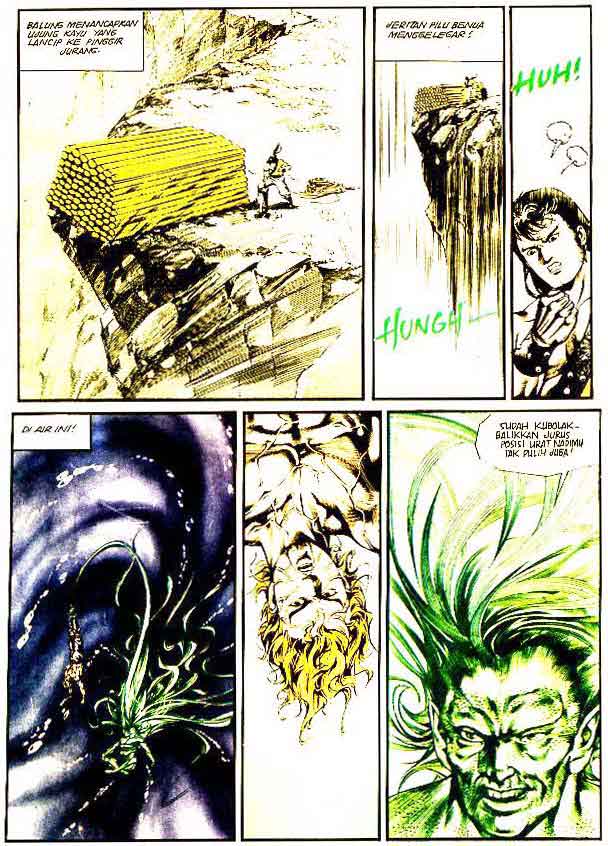 BALUNG MENANCAPKAN
UJUNG KAYU YANG
LANCIP KE PINGGIR
JURANG.
JERITAN PILU BENUA
MENGGELEGAR!
HUNGH
HUH!
DI AIR INI!
SUDAH KUBOLAK-
BALIKKAN JURUS
POSISI URAT NADIMU
TAK PULIH JUGA!